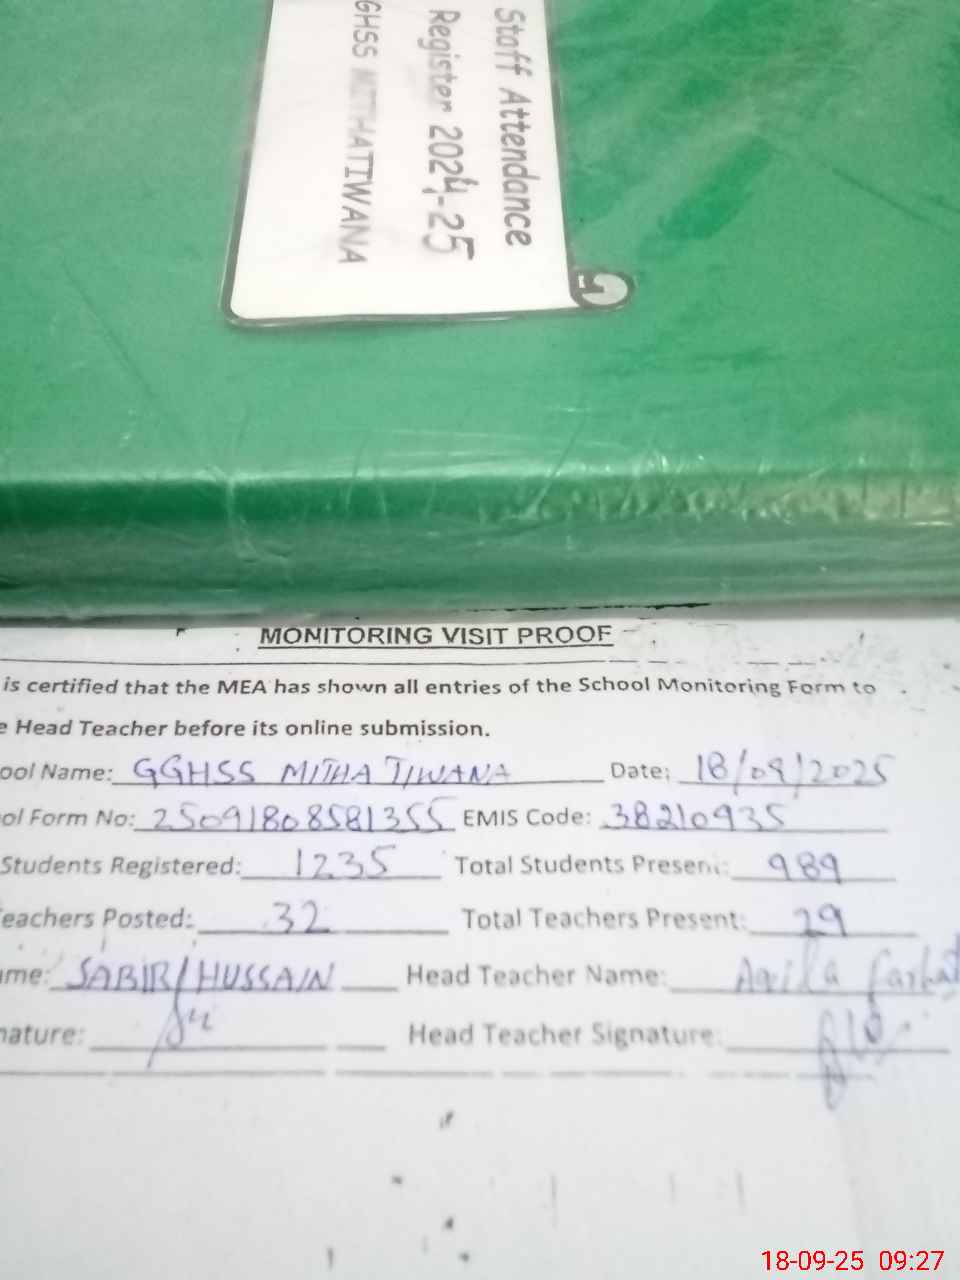 Staff Attendance
Register 2024-25
GHSS MITHATIWANA
MONITORING VISIT PROOF
is certified that the MEA has shown all entries of the School Monitoring Form to
e Head Teacher before its online submission.
ool Name: GGHSS MITHA TIWANA Date: 18/09/2025
ol Form No: 25091808581355 EMIS Code: 38210935
Students Registered: 1235 Total Students Present: 989
eachers Posted: 32 Total Teachers Present: 29
ame: SABIR HUSSAIN Head Teacher Name: Aqila Farhat
nature: Head Teacher Signature:
18-09-25 09:27